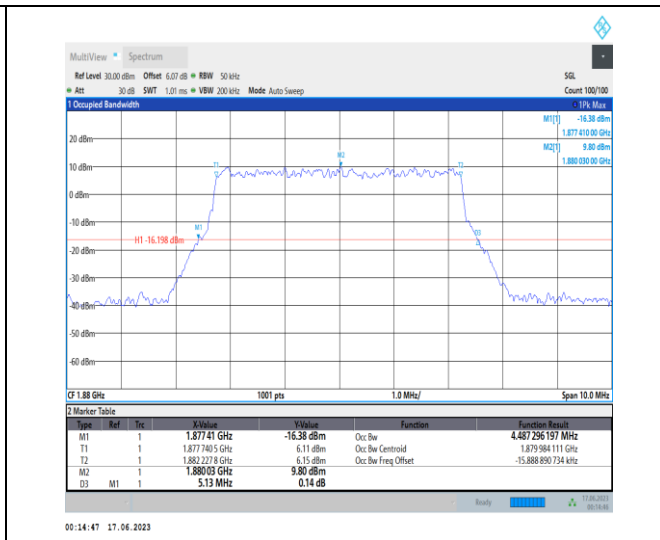 MultiView Spectrum
Ref Level 30.00 dBm Offset 6.07 dB RBW 50 kHz SGL
Att 30 dB SWT 1.01 ms VBW 200 kHz Mode Auto Sweep Count 100/100
1 Occupied Bandwidth 1Pk Max
M1[1] -16.38 dBm
1.877 410 00 GHz
M2[1] 9.80 dBm
1.880 030 00 GHz
20 dBm
M2
T1
T2
0 dBm
-10 dBm
M1
D3
H1 -16.198 dBm
-20 dBm
-30 dBm
-40 dBm
-50 dBm
-60 dBm
CF 1.88 GHz 1001 pts 1.0 MHz/ Span 10.0 MHz
2 Marker Table
Type Ref Trc X-Value Y-Value Function Function Result
M1 1 1.87741 GHz -16.38 dBm Occ Bw 4.487 296 197 MHz
T1 1 1.877 740 5 GHz 6.11 dBm Occ Bw Centroid 1.879 984 111 GHz
T2 1 1.882 227 8 GHz 6.15 dBm Occ Bw Freq Offset -15.888 890 734 kHz
M2 1 1.88003 GHz 9.80 dBm
D3 M1 1 5.13 MHz 0.14 dB
Ready 17.06.2023
00:14:46
00:14:47 17.06.2023